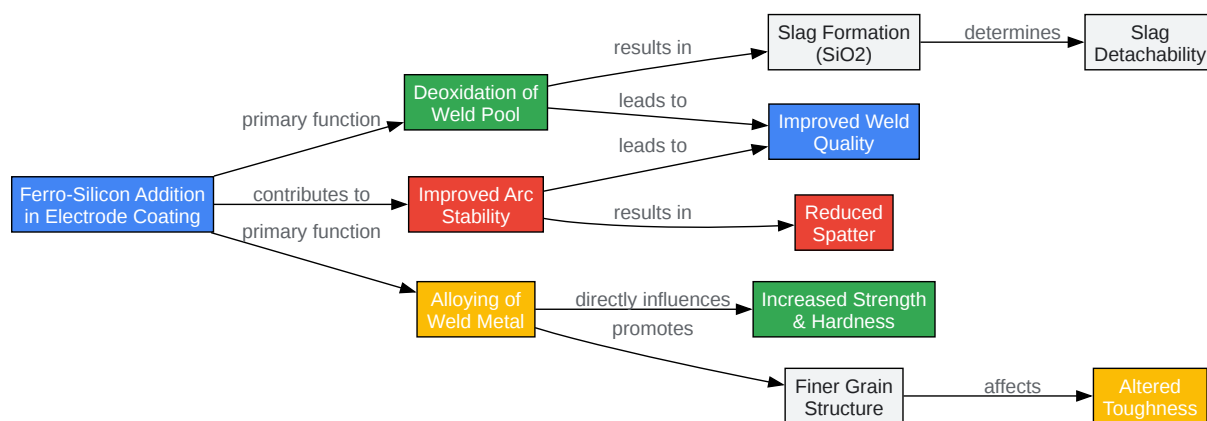 Slag Formation
(SiO2)
determines
Slag
Detachability
results in
Deoxidation of
Weld Pool
leads to
Improved Weld
Quality
primary function
leads to
Ferro-Silicon Addition
in Electrode Coating
contributes to
Improved Arc
Stability
results in
Reduced
Spatter
primary function
Alloying of
Weld Metal
directly influences
Increased Strength
& Hardness
promotes
Finer Grain
Structure
affects
Altered
Toughness